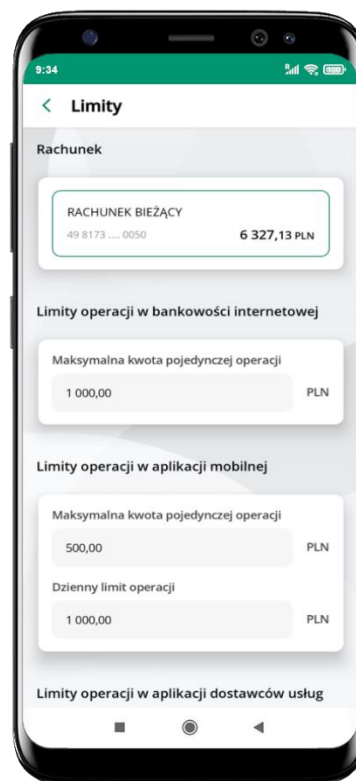 9:34
Limity
Rachunek
RACHUNEK BIEŻĄCY
49 8173 .... 0050 6 327,13 PLN
Limity operacji w bankowości internetowej
Maksymalna kwota pojedynczej operacji
1 000,00 PLN
Limity operacji w aplikacji mobilnej
Maksymalna kwota pojedynczej operacji
500,00 PLN
Dzienny limit operacji
1 000,00 PLN
Limity operacji w aplikacji dostawców usług